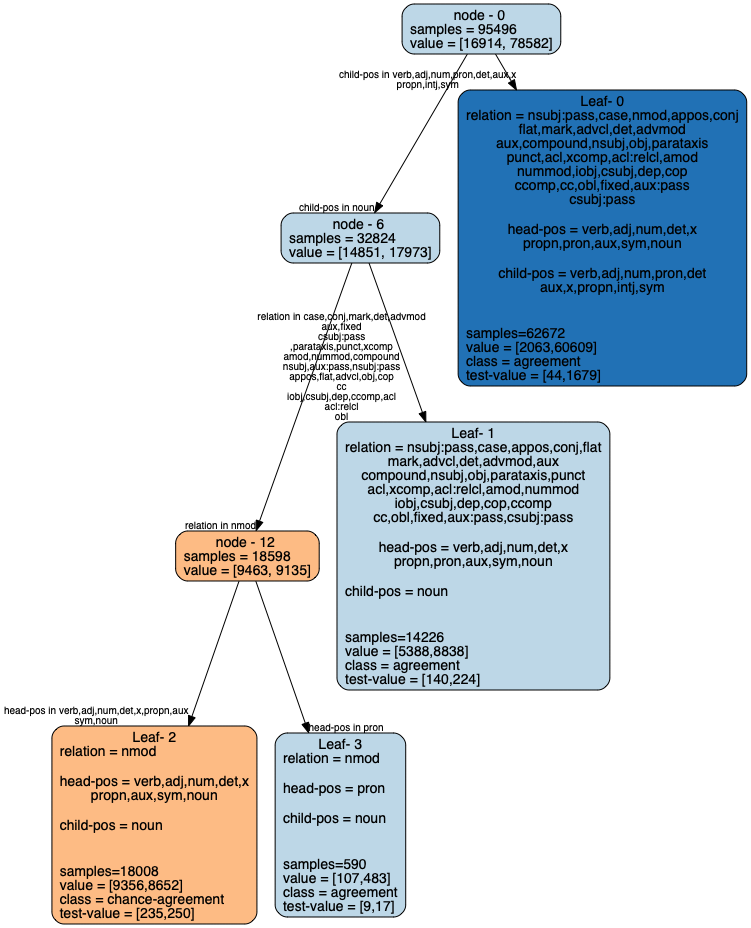 node - 0
samples = 95496
value = [16914, 78582]
child-pos in verb,adj,num,pron,det,aux,x
propn,intj,sym
Leaf- 0
relation = nsubj:pass,case,nmod,appos,conj
flat,mark,advcl,det,advmod
aux,compound,nsubj,obj,parataxis
punct,acl,xcomp,acl:relcl,amod
nummod,iobj,csubj,dep,cop
ccomp,cc,obl,fixed,aux:pass
csubj:pass
head-pos = verb,adj,num,det,x
propn,pron,aux,sym,noun
child-pos = verb,adj,num,pron,det
aux,x,propn,intj,sym
samples=62672
value = [2063,60609]
class = agreement
test-value = [44,1679]
child-pos in noun
node - 6
samples = 32824
value = [14851, 17973]
relation in case,conj,mark,det,advmod
aux,fixed
csubj:pass
,parataxis,punct,xcomp
amod,nummod,compound
nsubj,aux:pass,nsubj:pass
appos,flat,advcl,obj,cop
cc
iobj,csubj,dep,ccomp,acl
acl:relcl
obl
Leaf- 1
relation = nsubj:pass,case,appos,conj,flat
mark,advcl,det,advmod,aux
compound,nsubj,obj,parataxis,punct
acl,xcomp,acl:relcl,amod,nummod
iobj,csubj,dep,cop,ccomp
cc,obl,fixed,aux:pass,csubj:pass
head-pos = verb,adj,num,det,x
propn,pron,aux,sym,noun
child-pos = noun
samples=14226
value = [5388,8838]
class = agreement
test-value = [140,224]
relation in nmod
node - 12
samples = 18598
value = [9463, 9135]
head-pos in verb,adj,num,det,x,propn,aux
sym,noun
Leaf- 2
relation = nmod
head-pos = verb,adj,num,det,x
propn,aux,sym,noun
child-pos = noun
samples=18008
value = [9356,8652]
class = chance-agreement
test-value = [235,250]
head-pos in pron
Leaf- 3
relation = nmod
head-pos = pron
child-pos = noun
samples=590
value = [107,483]
class = agreement
test-value = [9,17]